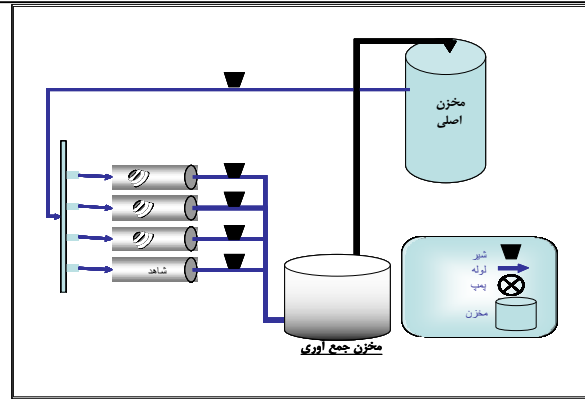 مخزن
اصلی
شاهد
مخزن جمع آوری
شیر
لوله
پمپ
مخزن